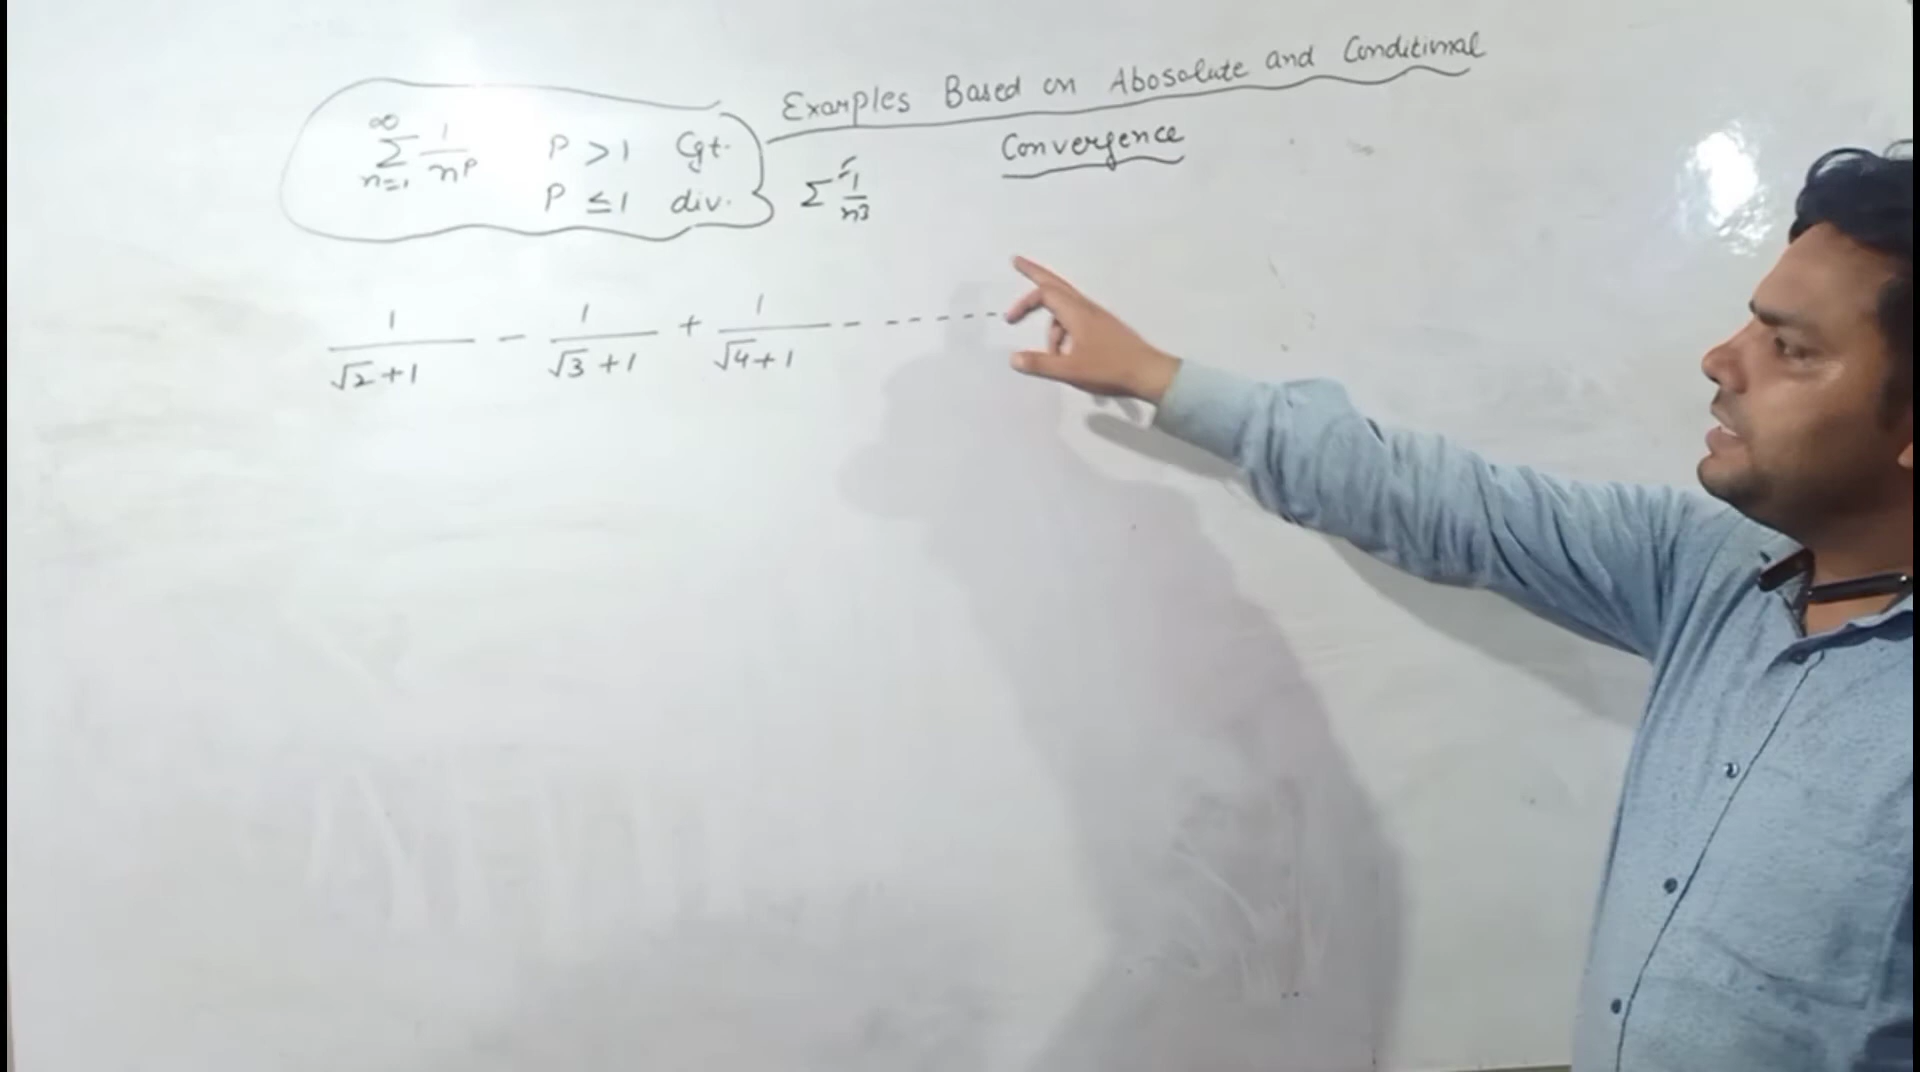 Examples Based on Abosolute and Conditional
Convergence
∞
∑ 1/n^p P > 1 Cgt.
n=1 P ≤ 1 div.
∑ 1/n³
1/(√2+1) - 1/(√3+1) + 1/(√4+1) - - - - - - -